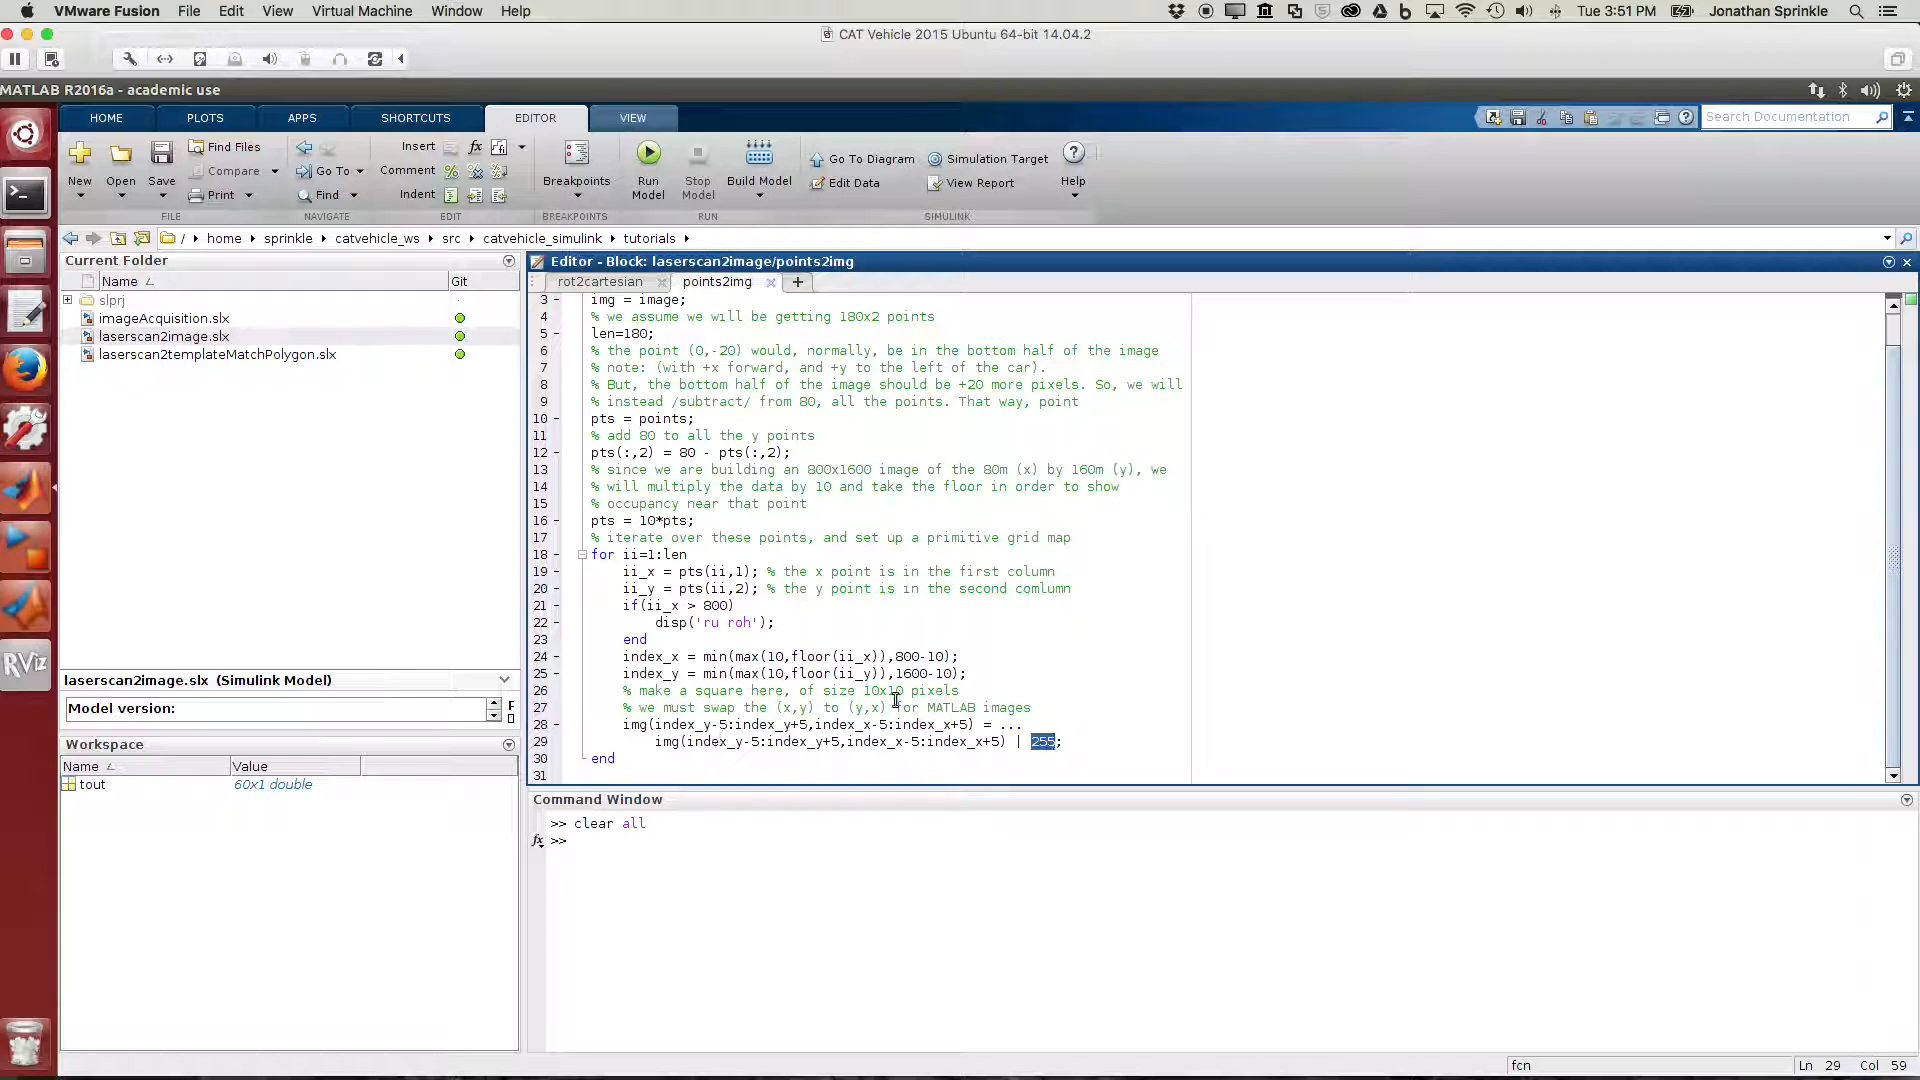 VMware Fusion File Edit View Virtual Machine Window Help Tue 3:51 PM Jonathan Sprinkle
CAT Vehicle 2015 Ubuntu 64-bit 14.04.2
MATLAB R2016a - academic use
HOME PLOTS APPS SHORTCUTS EDITOR VIEW Search Documentation
New Open Save Find Files Compare Print
Go To Find
Insert fx
Comment
Indent
Breakpoints Run Model Stop Model Build Model
Go To Diagram Simulation Target
Edit Data View Report
Help
FILE NAVIGATE EDIT BREAKPOINTS RUN SIMULINK
/ home sprinkle catvehicle_ws src catvehicle_simulink tutorials
Current Folder
Name Git
slprj
imageAcquisition.slx
laserscan2image.slx
laserscan2templateMatchPolygon.slx
RViz
laserscan2image.slx (Simulink Model)
Model version:
Workspace
Name Value
tout 60x1 double
Editor - Block: laserscan2image/points2img
rot2cartesian points2img
3 - img = image;
4 % we assume we will be getting 180x2 points
5 - len=180;
6 % the point (0,-20) would, normally, be in the bottom half of the image
7 % note: (with +x forward, and +y to the left of the car).
8 % But, the bottom half of the image should be +20 more pixels. So, we will
9 % instead /subtract/ from 80, all the points. That way, point
10 - pts = points;
11 % add 80 to all the y points
12 - pts(:,2) = 80 - pts(:,2);
13 % since we are building an 800x1600 image of the 80m (x) by 160m (y), we
14 % will multiply the data by 10 and take the floor in order to show
15 % occupancy near that point
16 - pts = 10*pts;
17 % iterate over these points, and set up a primitive grid map
18 - for ii=1:len
19 - ii_x = pts(ii,1); % the x point is in the first column
20 - ii_y = pts(ii,2); % the y point is in the second comlumn
21 - if(ii_x > 800)
22 - disp('ru roh');
23 - end
24 - index_x = min(max(10,floor(ii_x)),800-10);
25 - index_y = min(max(10,floor(ii_y)),1600-10);
26 % make a square here, of size 10x10 pixels
27 % we must swap the (x,y) to (y,x) for MATLAB images
28 - img(index_y-5:index_y+5,index_x-5:index_x+5) = ...
29 img(index_y-5:index_y+5,index_x-5:index_x+5) | 255;
30 - end
31
Command Window
>> clear all
fx >>
fcn Ln 29 Col 59